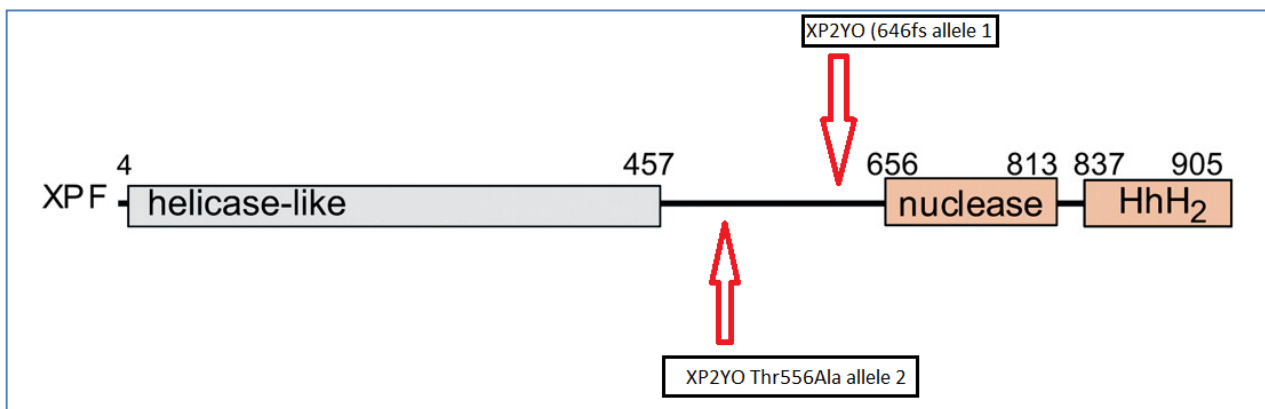 XP2YO (646fs allele 1
4 457 656 813 837 905
XPF helicase-like nuclease HhH2
XP2YO Thr556Ala allele 2